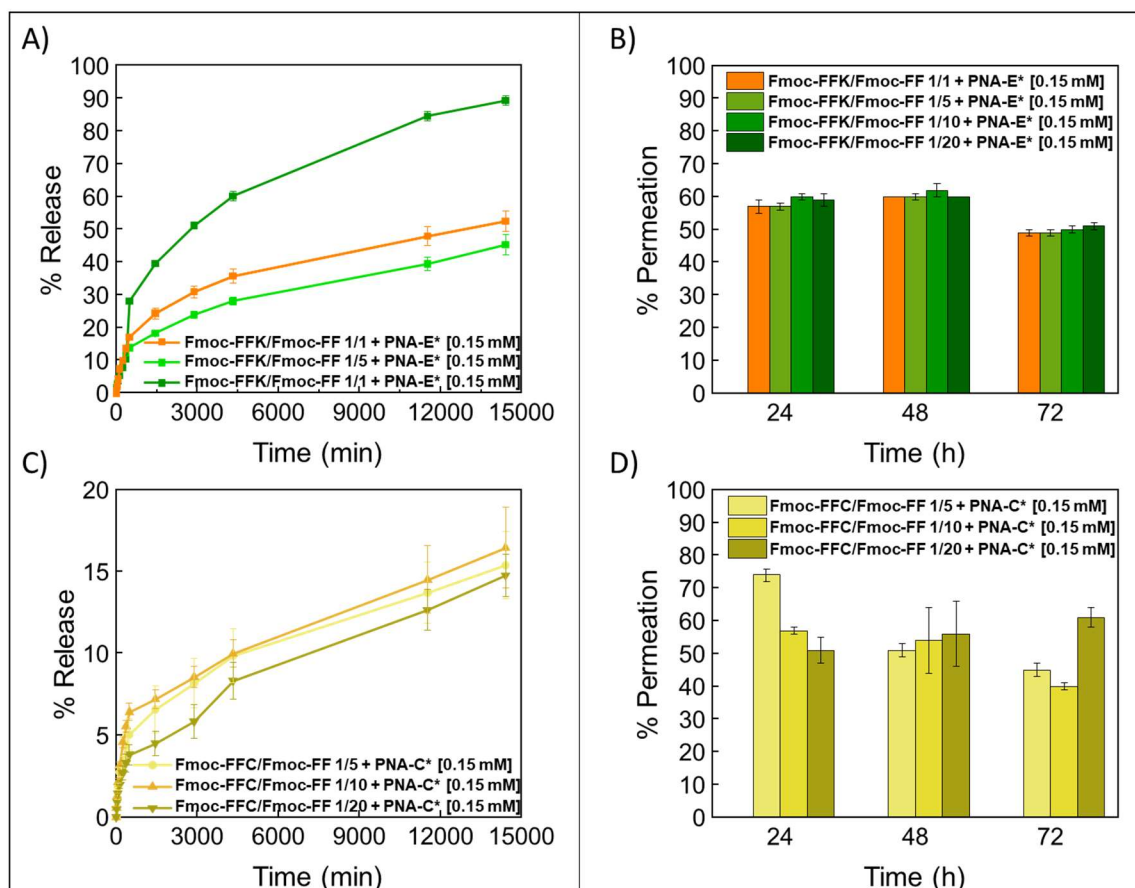 A)
100
90
80
70
60
50
40
30
20
10
0
% Release
Fmoc-FFK/Fmoc-FF 1/1 + PNA-E* [0.15 mM]
Fmoc-FFK/Fmoc-FF 1/5 + PNA-E* [0.15 mM]
Fmoc-FFK/Fmoc-FF 1/1 + PNA-E* [0.15 mM]
0 3000 6000 9000 12000 15000
Time (min)
B)
100
90
80
70
60
50
40
30
20
10
0
% Permeation
Fmoc-FFK/Fmoc-FF 1/1 + PNA-E* [0.15 mM]
Fmoc-FFK/Fmoc-FF 1/5 + PNA-E* [0.15 mM]
Fmoc-FFK/Fmoc-FF 1/10 + PNA-E* [0.15 mM]
Fmoc-FFK/Fmoc-FF 1/20 + PNA-E* [0.15 mM]
24 48 72
Time (h)
C)
20
15
10
5
0
% Release
Fmoc-FFC/Fmoc-FF 1/5 + PNA-C* [0.15 mM]
Fmoc-FFC/Fmoc-FF 1/10 + PNA-C* [0.15 mM]
Fmoc-FFC/Fmoc-FF 1/20 + PNA-C* [0.15 mM]
0 3000 6000 9000 12000 15000
Time (min)
D)
100
90
80
70
60
50
40
30
20
10
0
% Permeation
Fmoc-FFC/Fmoc-FF 1/5 + PNA-C* [0.15 mM]
Fmoc-FFC/Fmoc-FF 1/10 + PNA-C* [0.15 mM]
Fmoc-FFC/Fmoc-FF 1/20 + PNA-C* [0.15 mM]
24 48 72
Time (h)